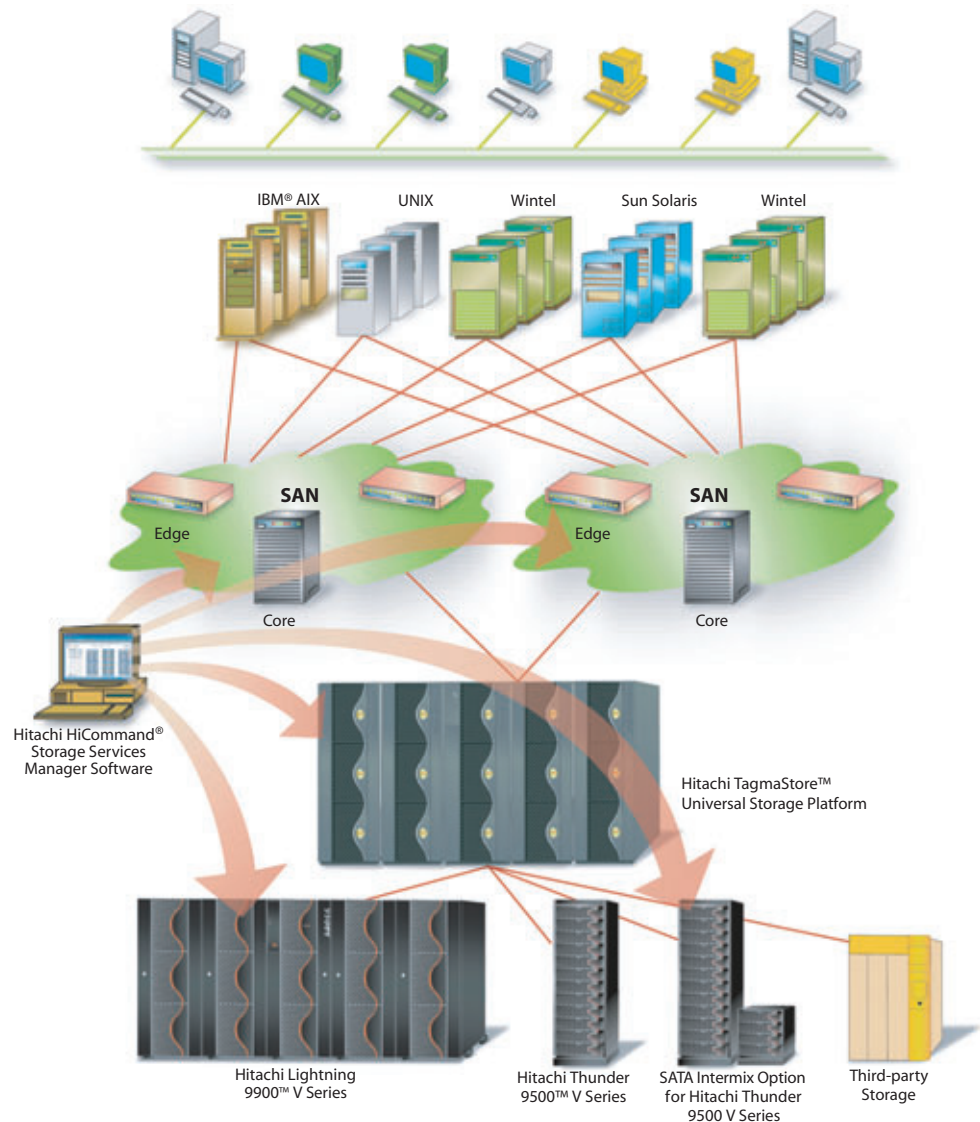 IBM® AIX
UNIX
Wintel
Sun Solaris
Wintel
SAN
SAN
Edge
Edge
Core
Core
Hitachi HiCommand®
Storage Services
Manager Software
Hitachi TagmaStore™
Universal Storage Platform
Hitachi Lightning
9900™ V Series
Hitachi Thunder
9500™ V Series
SATA Intermix Option
for Hitachi Thunder
9500 V Series
Third-party
Storage